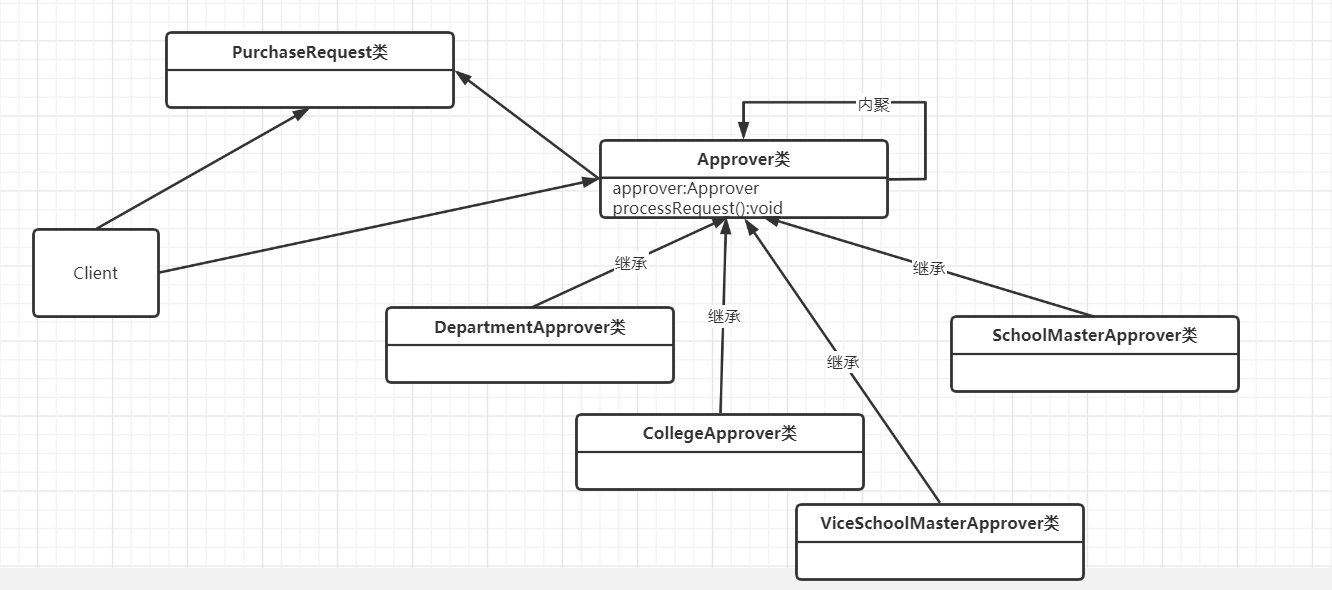 PurchaseRequest类
内聚
Approver类
approver:Approver
processRequest():void
Client
继承
继承
继承
继承
DepartmentApprover类
SchoolMasterApprover类
CollegeApprover类
ViceSchoolMasterApprover类